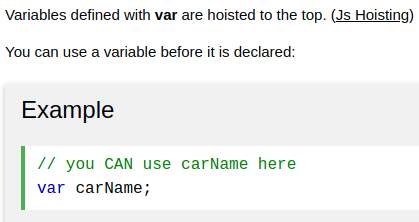 Variables defined with var are hoisted to the top. (Js Hoisting)
You can use a variable before it is declared:
Example
// you CAN use carName here
var carName;